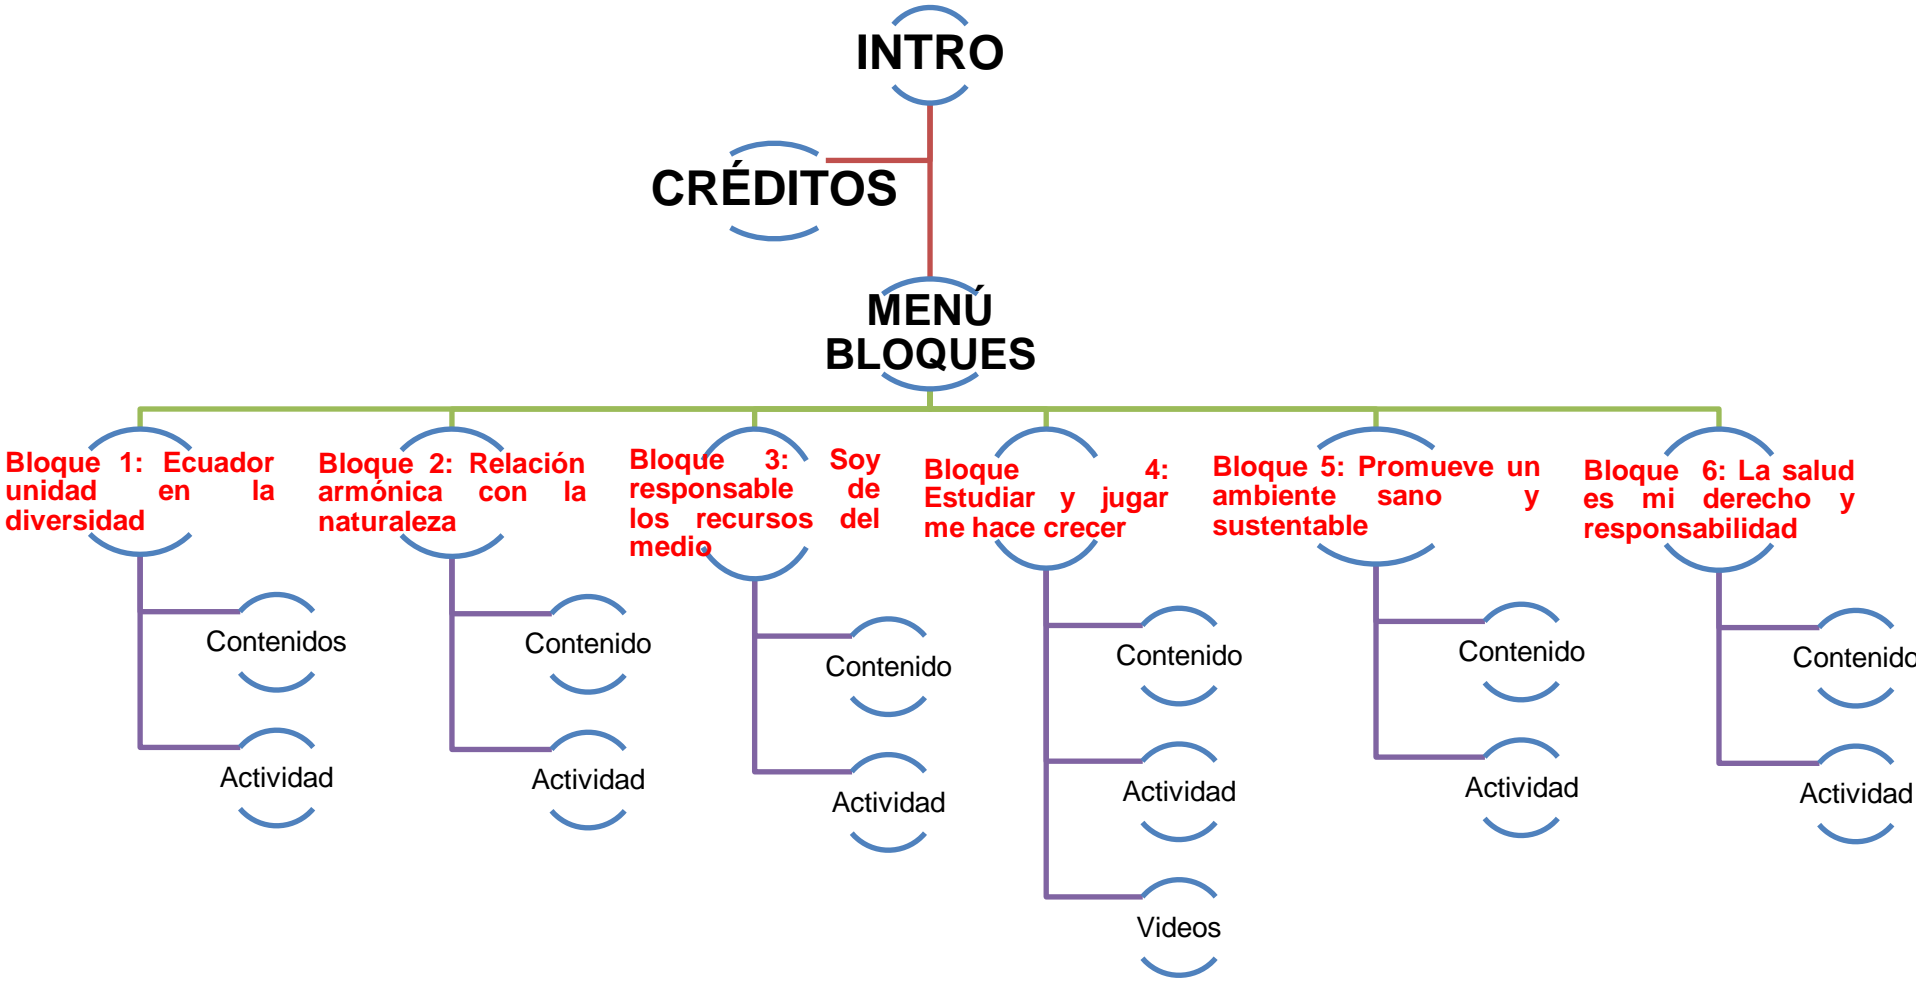 INTRO
CRÉDITOS
MENÚ
BLOQUES
Bloque 1: Ecuador
unidad en la
diversidad
Bloque 2: Relación
armónica con la
naturaleza
Bloque 3: Soy
responsable de
los recursos del
medio
Bloque 4:
Estudiar y jugar
me hace crecer
Bloque 5: Promueve un
ambiente sano y
sustentable
Bloque 6: La salud
es mi derecho y
responsabilidad
Contenidos
Actividad
Contenido
Actividad
Contenido
Actividad
Contenido
Actividad
Videos
Contenido
Actividad
Contenido
Actividad